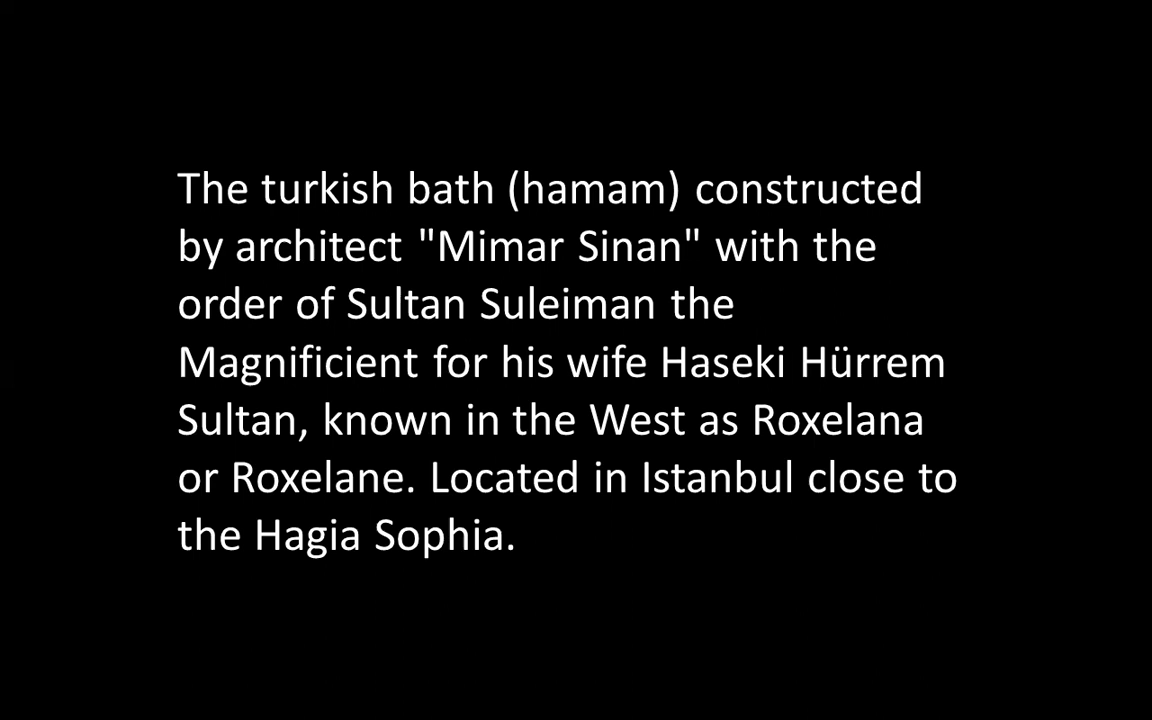 The turkish bath (hamam) constructed
by architect "Mimar Sinan" with the
order of Sultan Suleiman the
Magnificient for his wife Haseki Hürrem
Sultan, known in the West as Roxelana
or Roxelane. Located in Istanbul close to
the Hagia Sophia.